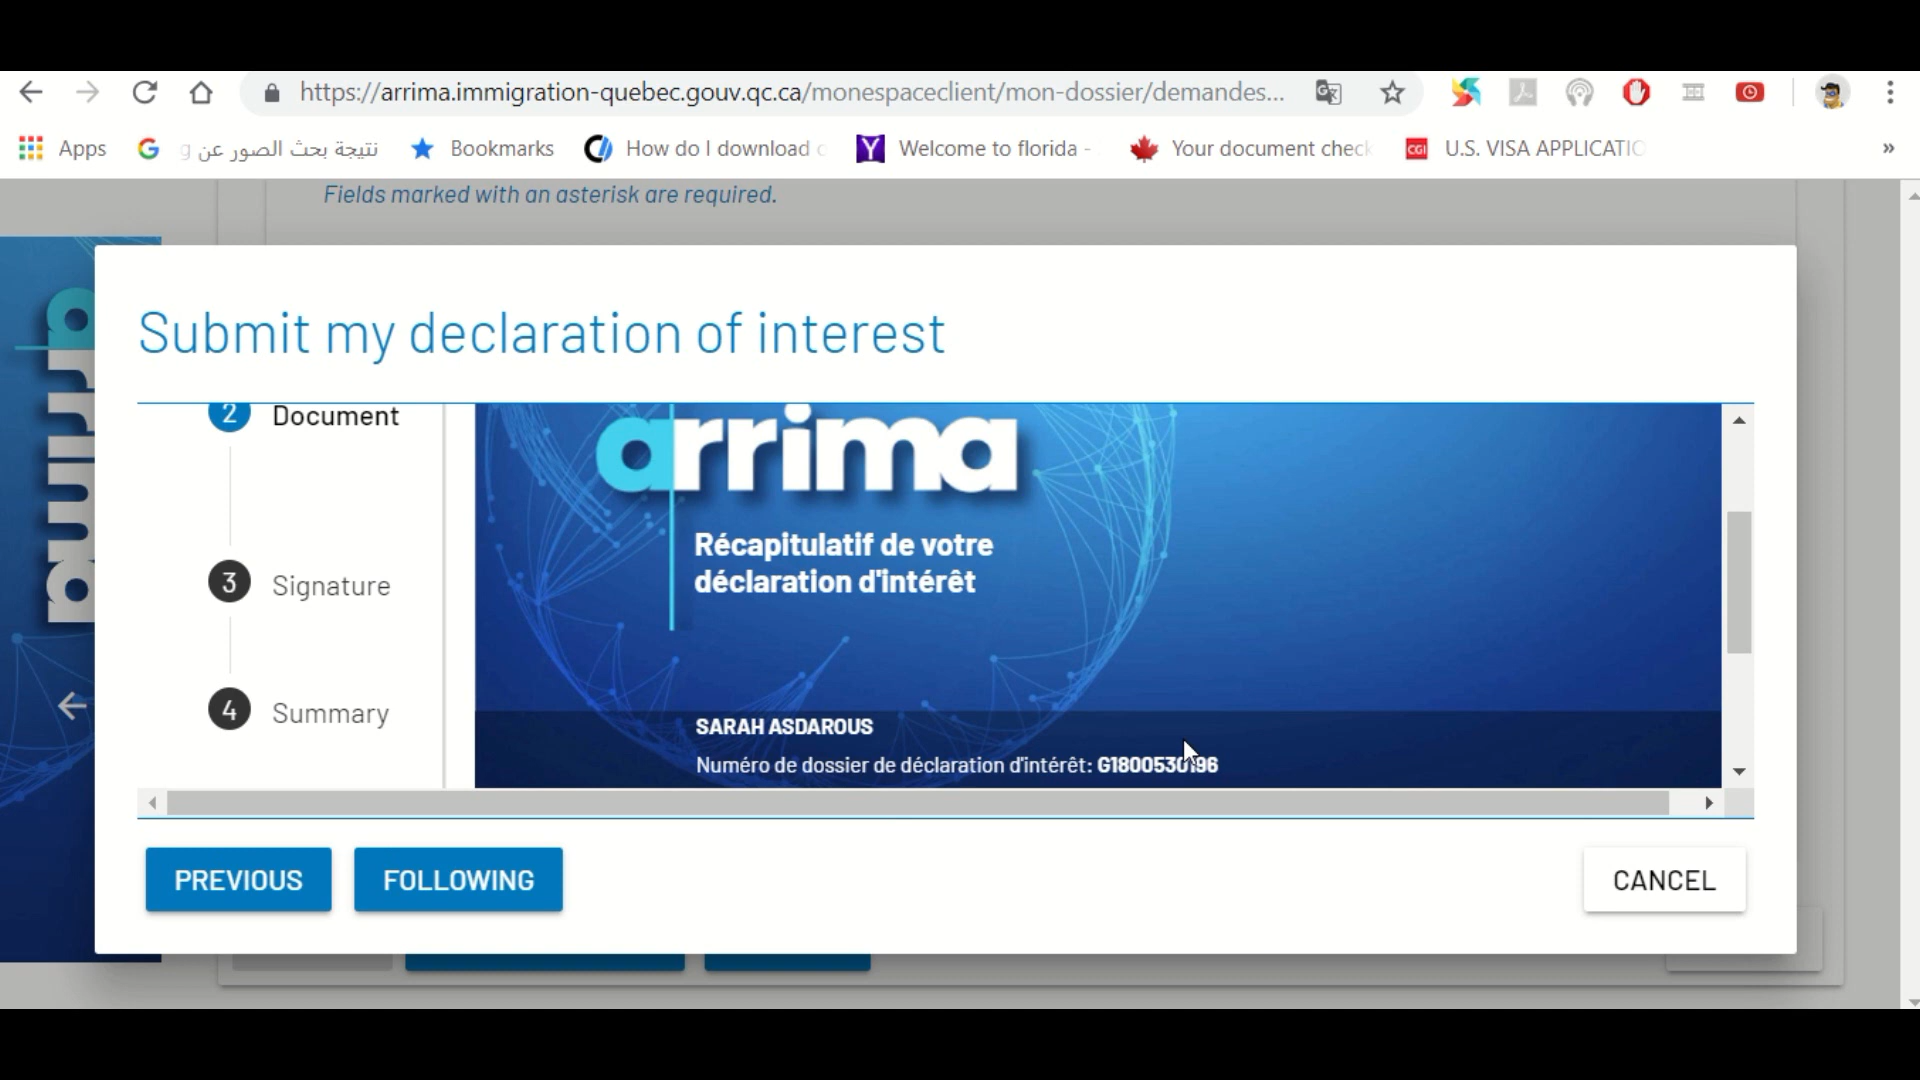 https://arrima.immigration-quebec.gouv.qc.ca/monespaceclient/mon-dossier/demandes...
Apps
نتيجة بحث الصور عن g
Bookmarks
How do I download
Welcome to florida -
Your document check
U.S. VISA APPLICATIO
»
Fields marked with an asterisk are required.
arrima
Submit my declaration of interest
2 Document
3 Signature
4 Summary
arrima
Récapitulatif de votre
déclaration d'intérêt
SARAH ASDAROUS
Numéro de dossier de déclaration d'intérêt:
PREVIOUS
FOLLOWING
CANCEL